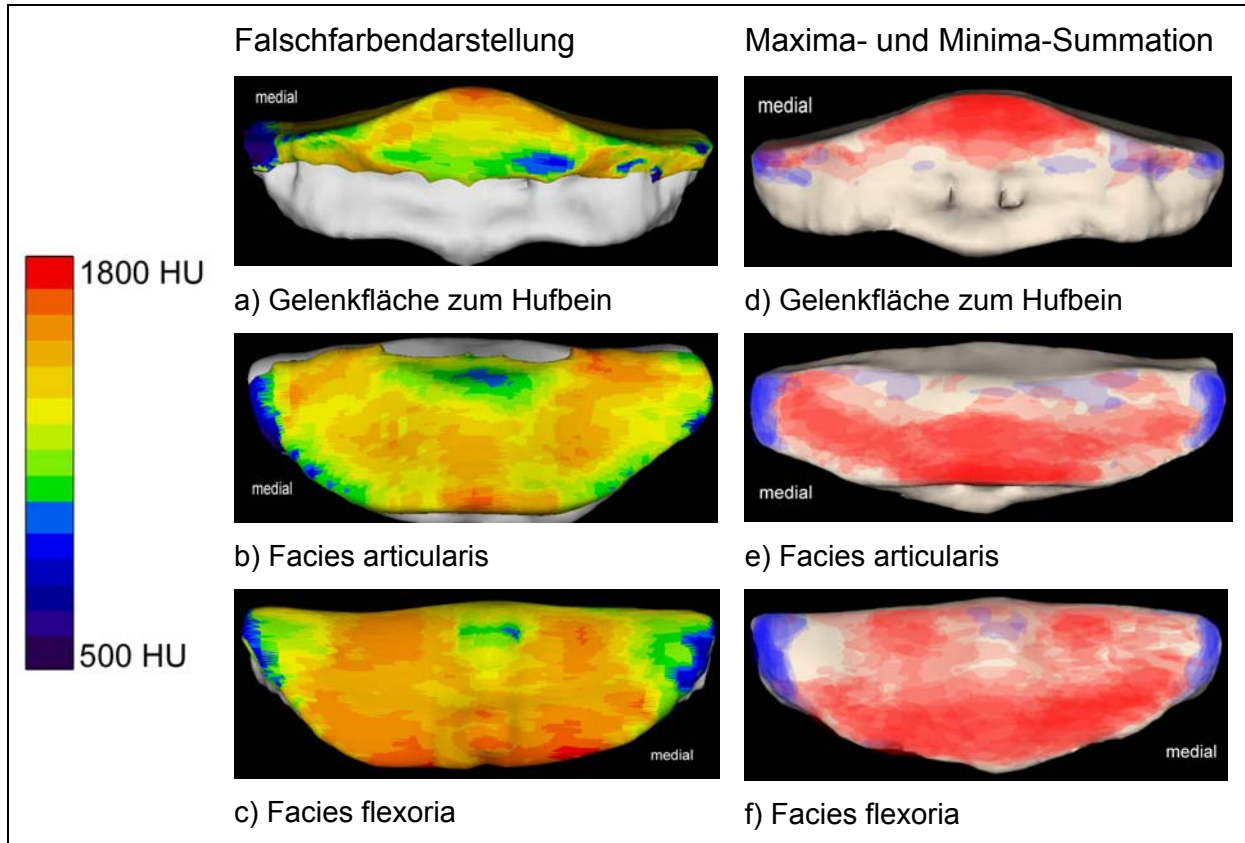 Falschfarbendarstellung
Maxima- und Minima-Summation
medial
medial
a) Gelenkfläche zum Hufbein
d) Gelenkfläche zum Hufbein
1800 HU
500 HU
medial
medial
b) Facies articularis
e) Facies articularis
medial
medial
c) Facies flexoria
f) Facies flexoria